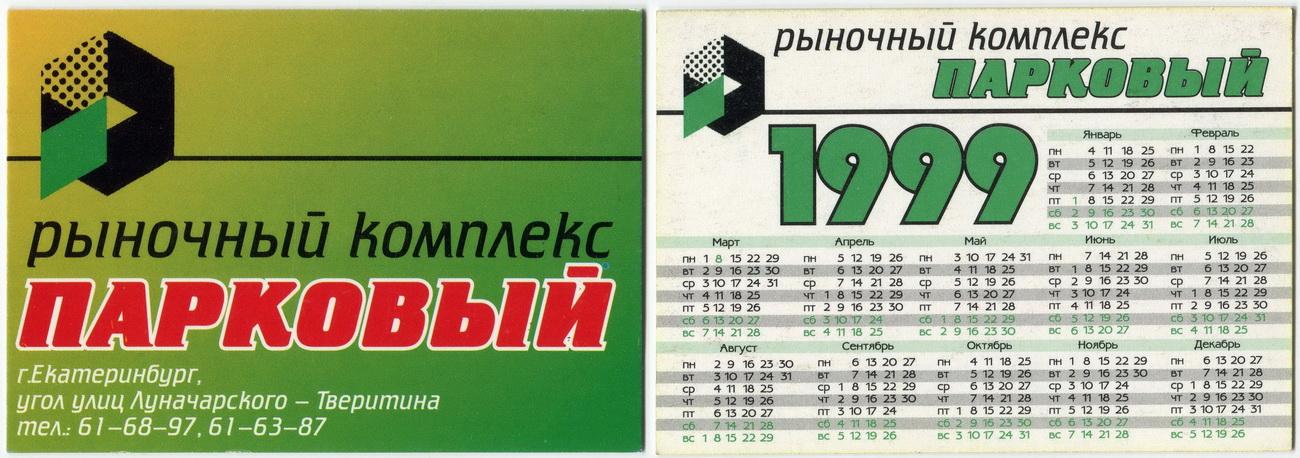 рыночный комплекс
ПАРКОВЫЙ
г.Екатеринбург,
угол улиц Луначарского – Тверитина
тел.: 61–68–97, 61–63–87
рыночный комплекс
ПАРКОВЫЙ
1999
Январь
пн 4 11 18 25
вт 5 12 19 26
ср 6 13 20 27
чт 7 14 21 28
пт 1 8 15 22 29
сб 2 9 16 23 30
вс 3 10 17 24 31
Февраль
пн 1 8 15 22
вт 2 9 16 23
ср 3 10 17 24
чт 4 11 18 25
пт 5 12 19 26
сб 6 13 20 27
вс 7 14 21 28
Март
пн 1 8 15 22 29
вт 2 9 16 23 30
ср 3 10 17 24 31
чт 4 11 18 25
пт 5 12 19 26
сб 6 13 20 27
вс 7 14 21 28
Апрель
пн 5 12 19 26
вт 6 13 20 27
ср 7 14 21 28
чт 1 8 15 22 29
пт 2 9 16 23 30
сб 3 10 17 24
вс 4 11 18 25
Май
пн 3 10 17 24 31
вт 4 11 18 25
ср 5 12 19 26
чт 6 13 20 27
пт 7 14 21 28
сб 1 8 15 22 29
вс 2 9 16 23 30
Июнь
пн 7 14 21 28
вт 1 8 15 22 29
ср 2 9 16 23 30
чт 3 10 17 24
пт 4 11 18 25
сб 5 12 19 26
вс 6 13 20 27
Июль
пн 5 12 19 26
вт 6 13 20 27
ср 7 14 21 28
чт 1 8 15 22 29
пт 2 9 16 23 30
сб 3 10 17 24 31
вс 4 11 18 25
Август
пн 2 9 16 23 30
вт 3 10 17 24 31
ср 4 11 18 25
чт 5 12 19 26
пт 6 13 20 27
сб 7 14 21 28
вс 1 8 15 22 29
Сентябрь
пн 6 13 20 27
вт 7 14 21 28
ср 1 8 15 22 29
чт 2 9 16 23 30
пт 3 10 17 24
сб 4 11 18 25
вс 5 12 19 26
Октябрь
пн 4 11 18 25
вт 5 12 19 26
ср 6 13 20 27
чт 7 14 21 28
пт 1 8 15 22 29
сб 2 9 16 23 30
вс 3 10 17 24 31
Ноябрь
пн 1 8 15 22 29
вт 2 9 16 23 30
ср 3 10 17 24
чт 4 11 18 25
пт 5 12 19 26
сб 6 13 20 27
вс 7 14 21 28
Декабрь
пн 6 13 20 27
вт 7 14 21 28
ср 1 8 15 22 29
чт 2 9 16 23 30
пт 3 10 17 24 31
сб 4 11 18 25
вс 5 12 19 26